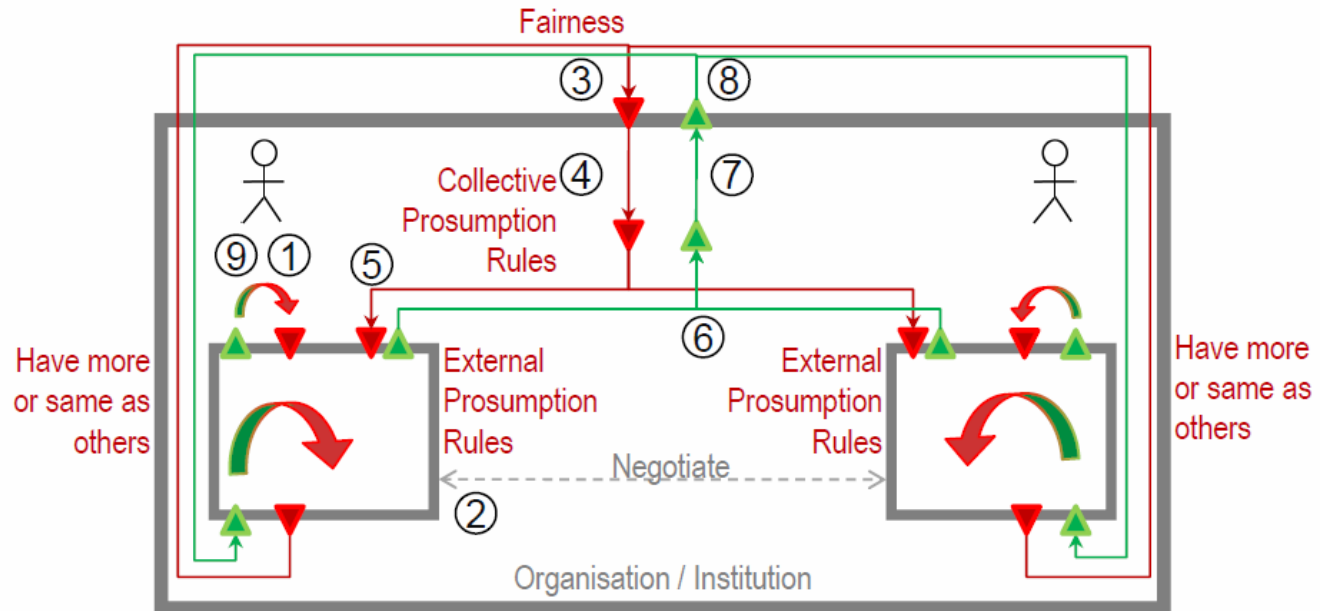 Fairness
③
⑧
④
⑦
Collective
Prosumption
Rules
⑨
①
⑤
⑥
Have more
or same as
others
External
Prosumption
Rules
External
Prosumption
Rules
Have more
or same as
others
Negotiate
②
Organisation / Institution